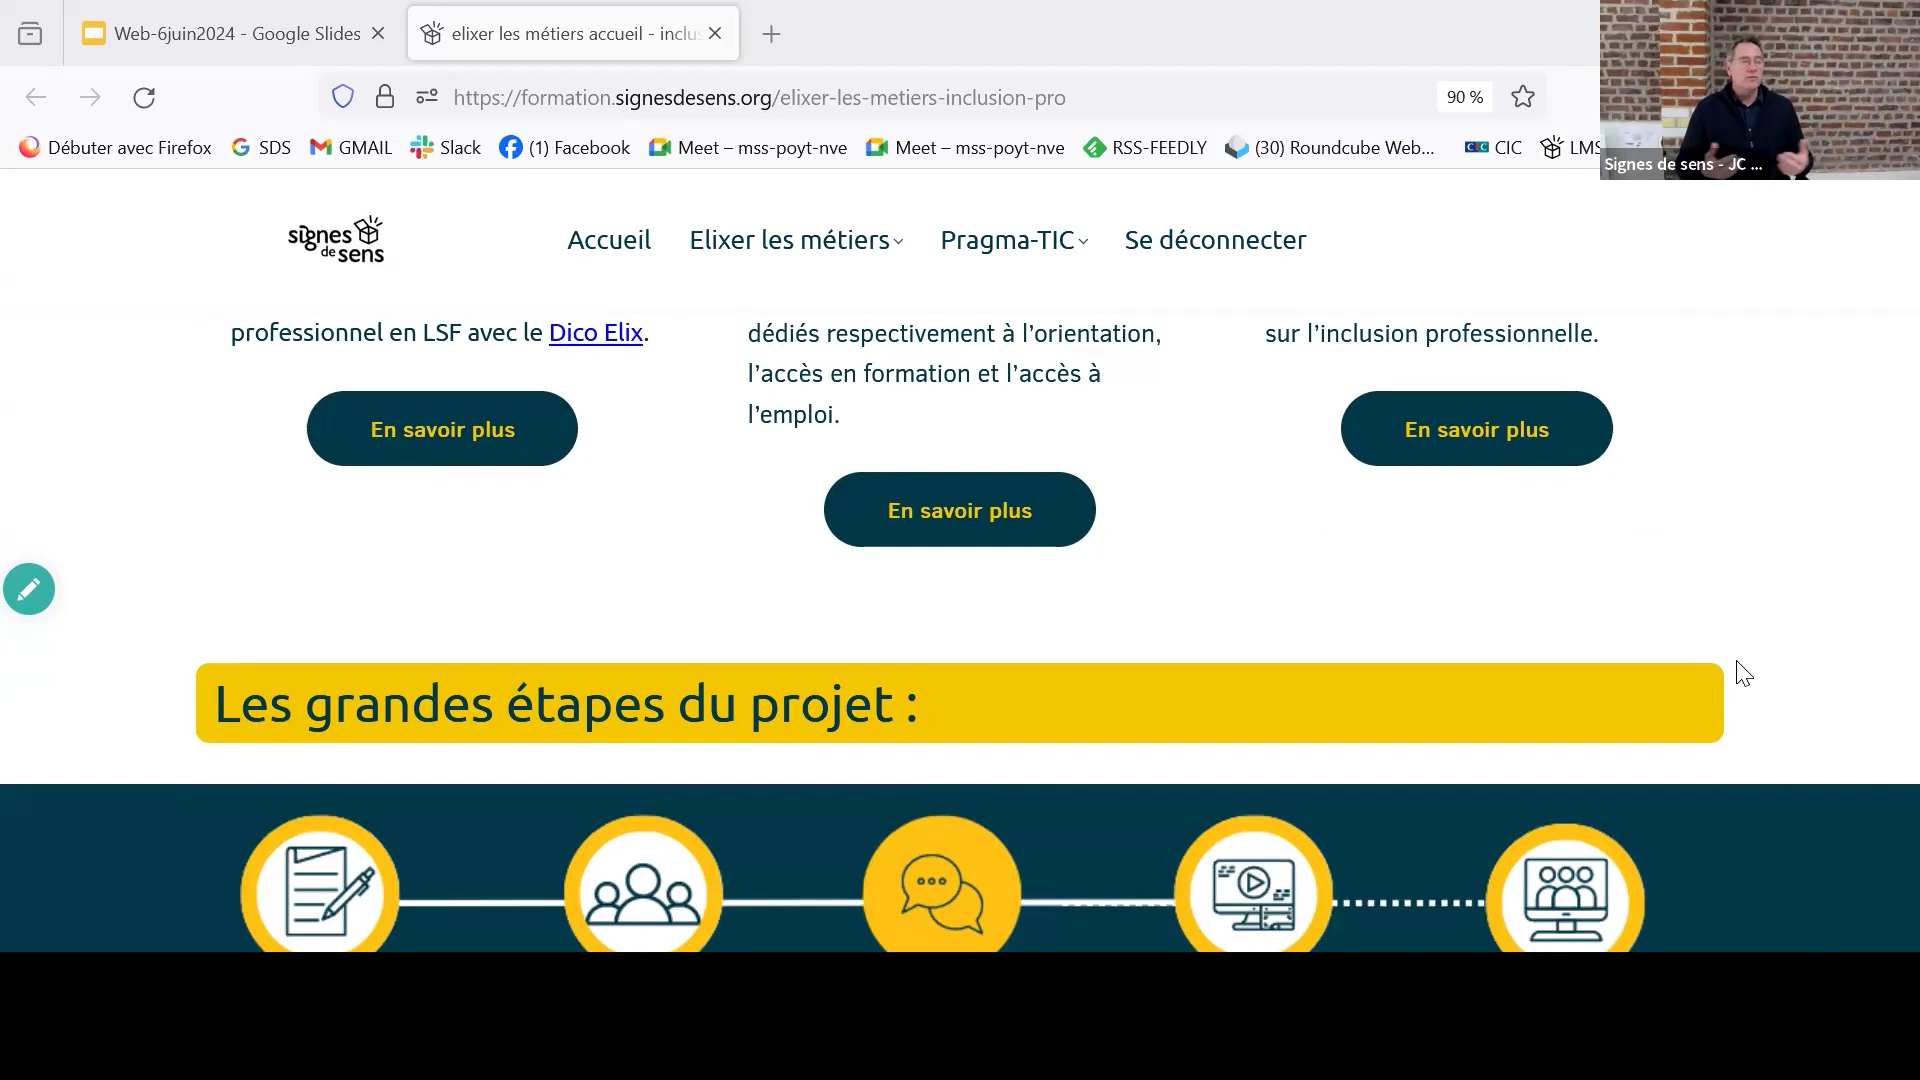 Web-6juin2024 - Google Slides
elixer les métiers accueil - inclus
https://formation.signesdesens.org/elixer-les-metiers-inclusion-pro
90 %
Débuter avec Firefox
SDS
GMAIL
Slack
(1) Facebook
Meet – mss-poyt-nve
Meet – mss-poyt-nve
RSS-FEEDLY
(30) Roundcube Web...
CIC CIC
LMS
Signes de sens - JC ...
signes
de
sens
Accueil
Elixer les métiers
Pragma-TIC
Se déconnecter
professionnel en LSF avec le Dico Elix.
En savoir plus
dédiés respectivement à l’orientation,
l’accès en formation et l’accès à
l’emploi.
En savoir plus
sur l’inclusion professionnelle.
En savoir plus
Les grandes étapes du projet :